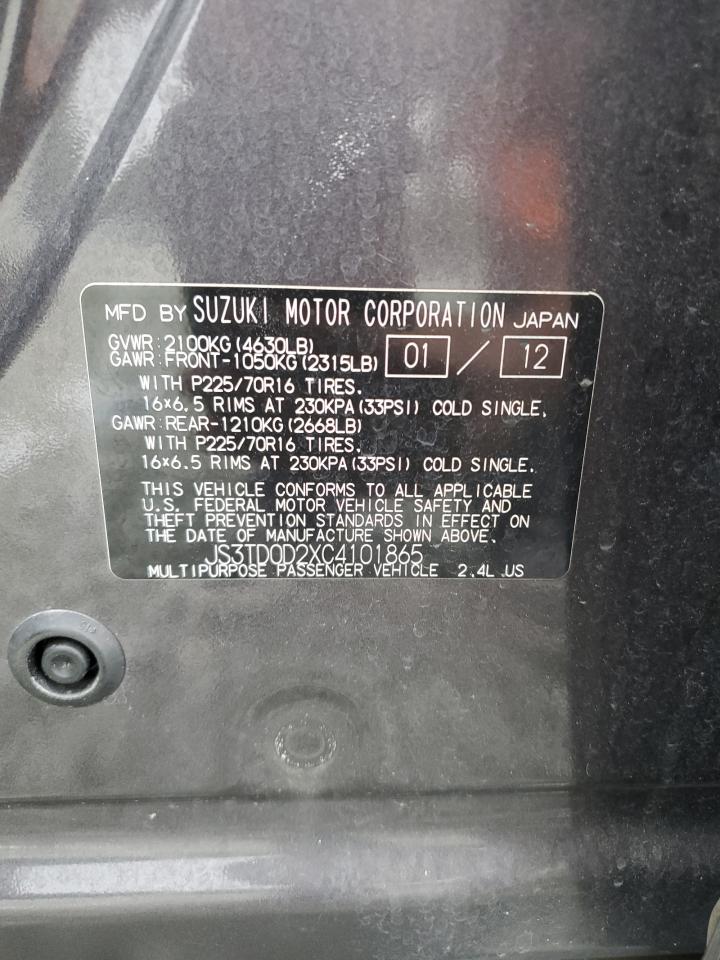 MFD BY SUZUKI MOTOR CORPORATION JAPAN
GVWR:2100KG(4630LB)
GAWR:FRONT-1050KG(2315LB) 01 / 12
WITH P225/70R16 TIRES.
16×6.5 RIMS AT 230KPA(33PSI) COLD SINGLE.
GAWR:REAR-1210KG(2668LB)
WITH P225/70R16 TIRES.
16×6.5 RIMS AT 230KPA(33PSI) COLD SINGLE.
THIS VEHICLE CONFORMS TO ALL APPLICABLE
U.S. FEDERAL MOTOR VEHICLE SAFETY AND
THEFT PREVENTION STANDARDS IN EFFECT ON
THE DATE OF MANUFACTURE SHOWN ABOVE.
JS3TD0D2XC4101865
MULTIPURPOSE PASSENGER VEHICLE 2.4L US